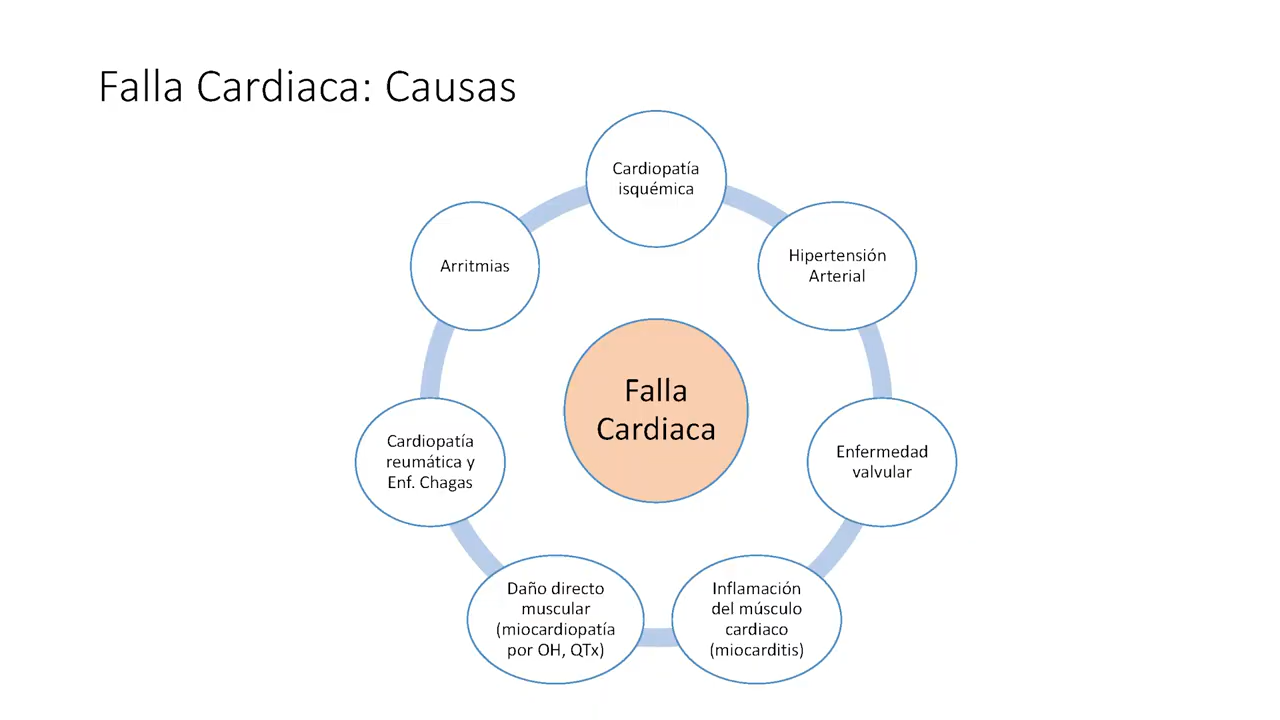 Falla Cardiaca: Causas
Cardiopatía
isquémica
Hipertensión
Arterial
Enfermedad
valvular
Inflamación
del músculo
cardiaco
(miocarditis)
Daño directo
muscular
(miocardiopatía
por OH, QTx)
Cardiopatía
reumática y
Enf. Chagas
Arritmias
Falla
Cardiaca